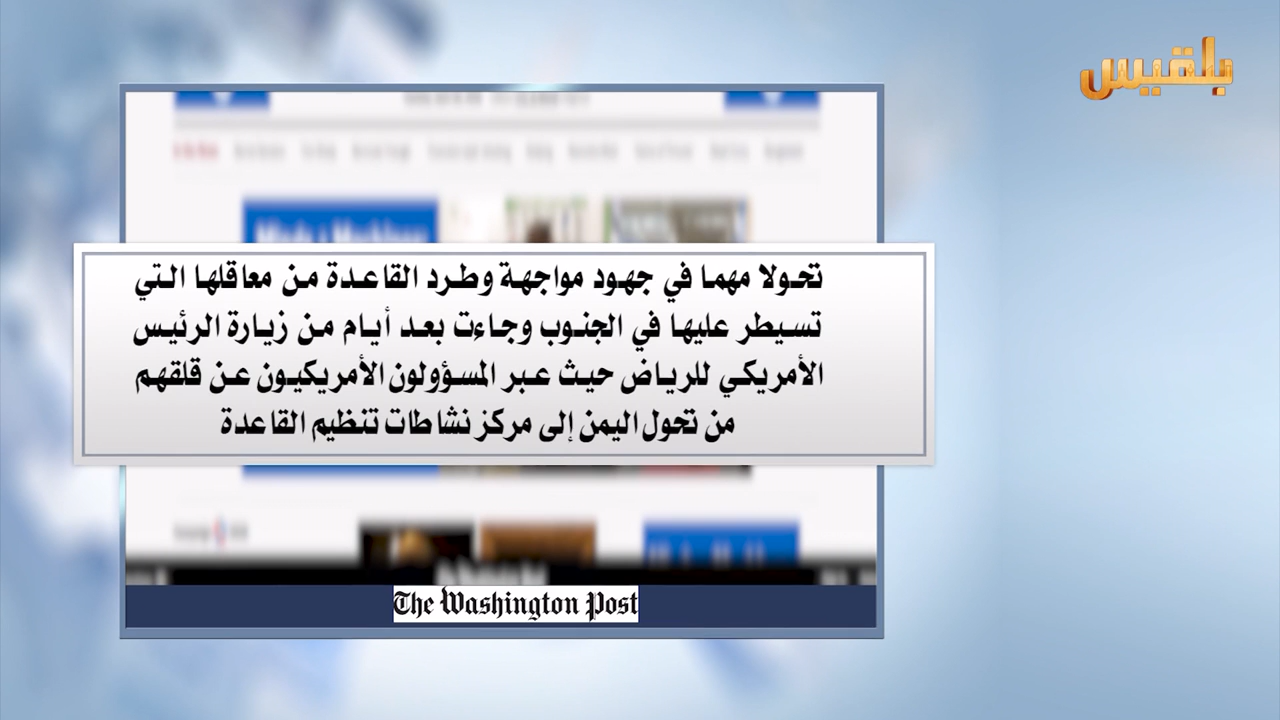 بلقيس
تحولا مهما في جهود مواجهة وطرد القاعدة من معاقلها التي
تسيطر عليها في الجنوب وجاءت بعد أيام من زيارة الرئيس
الأمريكي للرياض حيث عبر المسؤولون الأمريكيون عن قلقهم
من تحول اليمن إلى مركز نشاطات تنظيم القاعدة
The Washington Post